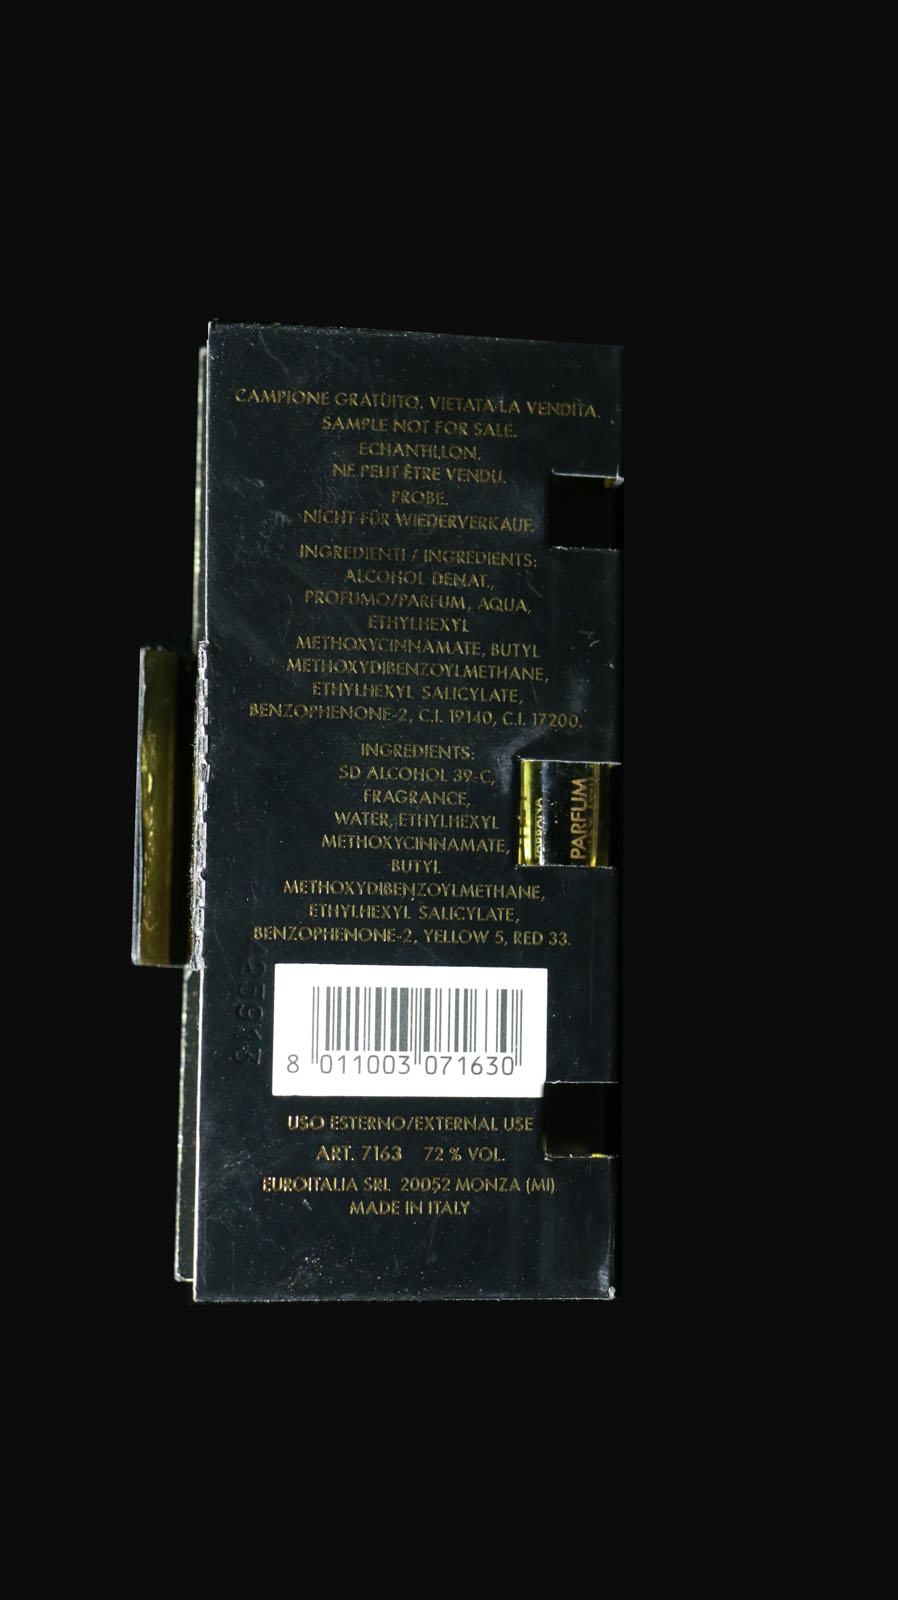 CAMPIONE GRATUITO. VIETATA LA VENDITA.
SAMPLE NOT FOR SALE.
ECHANTILLON.
NE PEUT ÊTRE VENDU.
PROBE.
NICHT FÜR WIEDERVERKAUF.
INGREDIENTI / INGREDIENTS:
ALCOHOL DENAT.,
PROFUMO/PARFUM, AQUA,
ETHYLHEXYL
METHOXYCINNAMATE, BUTYL
METHOXYDIBENZOYLMETHANE,
ETHYLHEXYL SALICYLATE,
BENZOPHENONE-2, C.I. 19140, C.I. 17200.
INGREDIENTS:
SD ALCOHOL 39-C,
FRAGRANCE,
WATER, ETHYLHEXYL
METHOXYCINNAMATE,
BUTYL
METHOXYDIBENZOYLMETHANE,
ETHYLHEXYL SALICYLATE,
BENZOPHENONE-2, YELLOW 5, RED 33.
PARFUM
8 011003 071630
USO ESTERNO/EXTERNAL USE
ART. 7163 72 % VOL.
EUROITALIA SRL 20052 MONZA (MI)
MADE IN ITALY